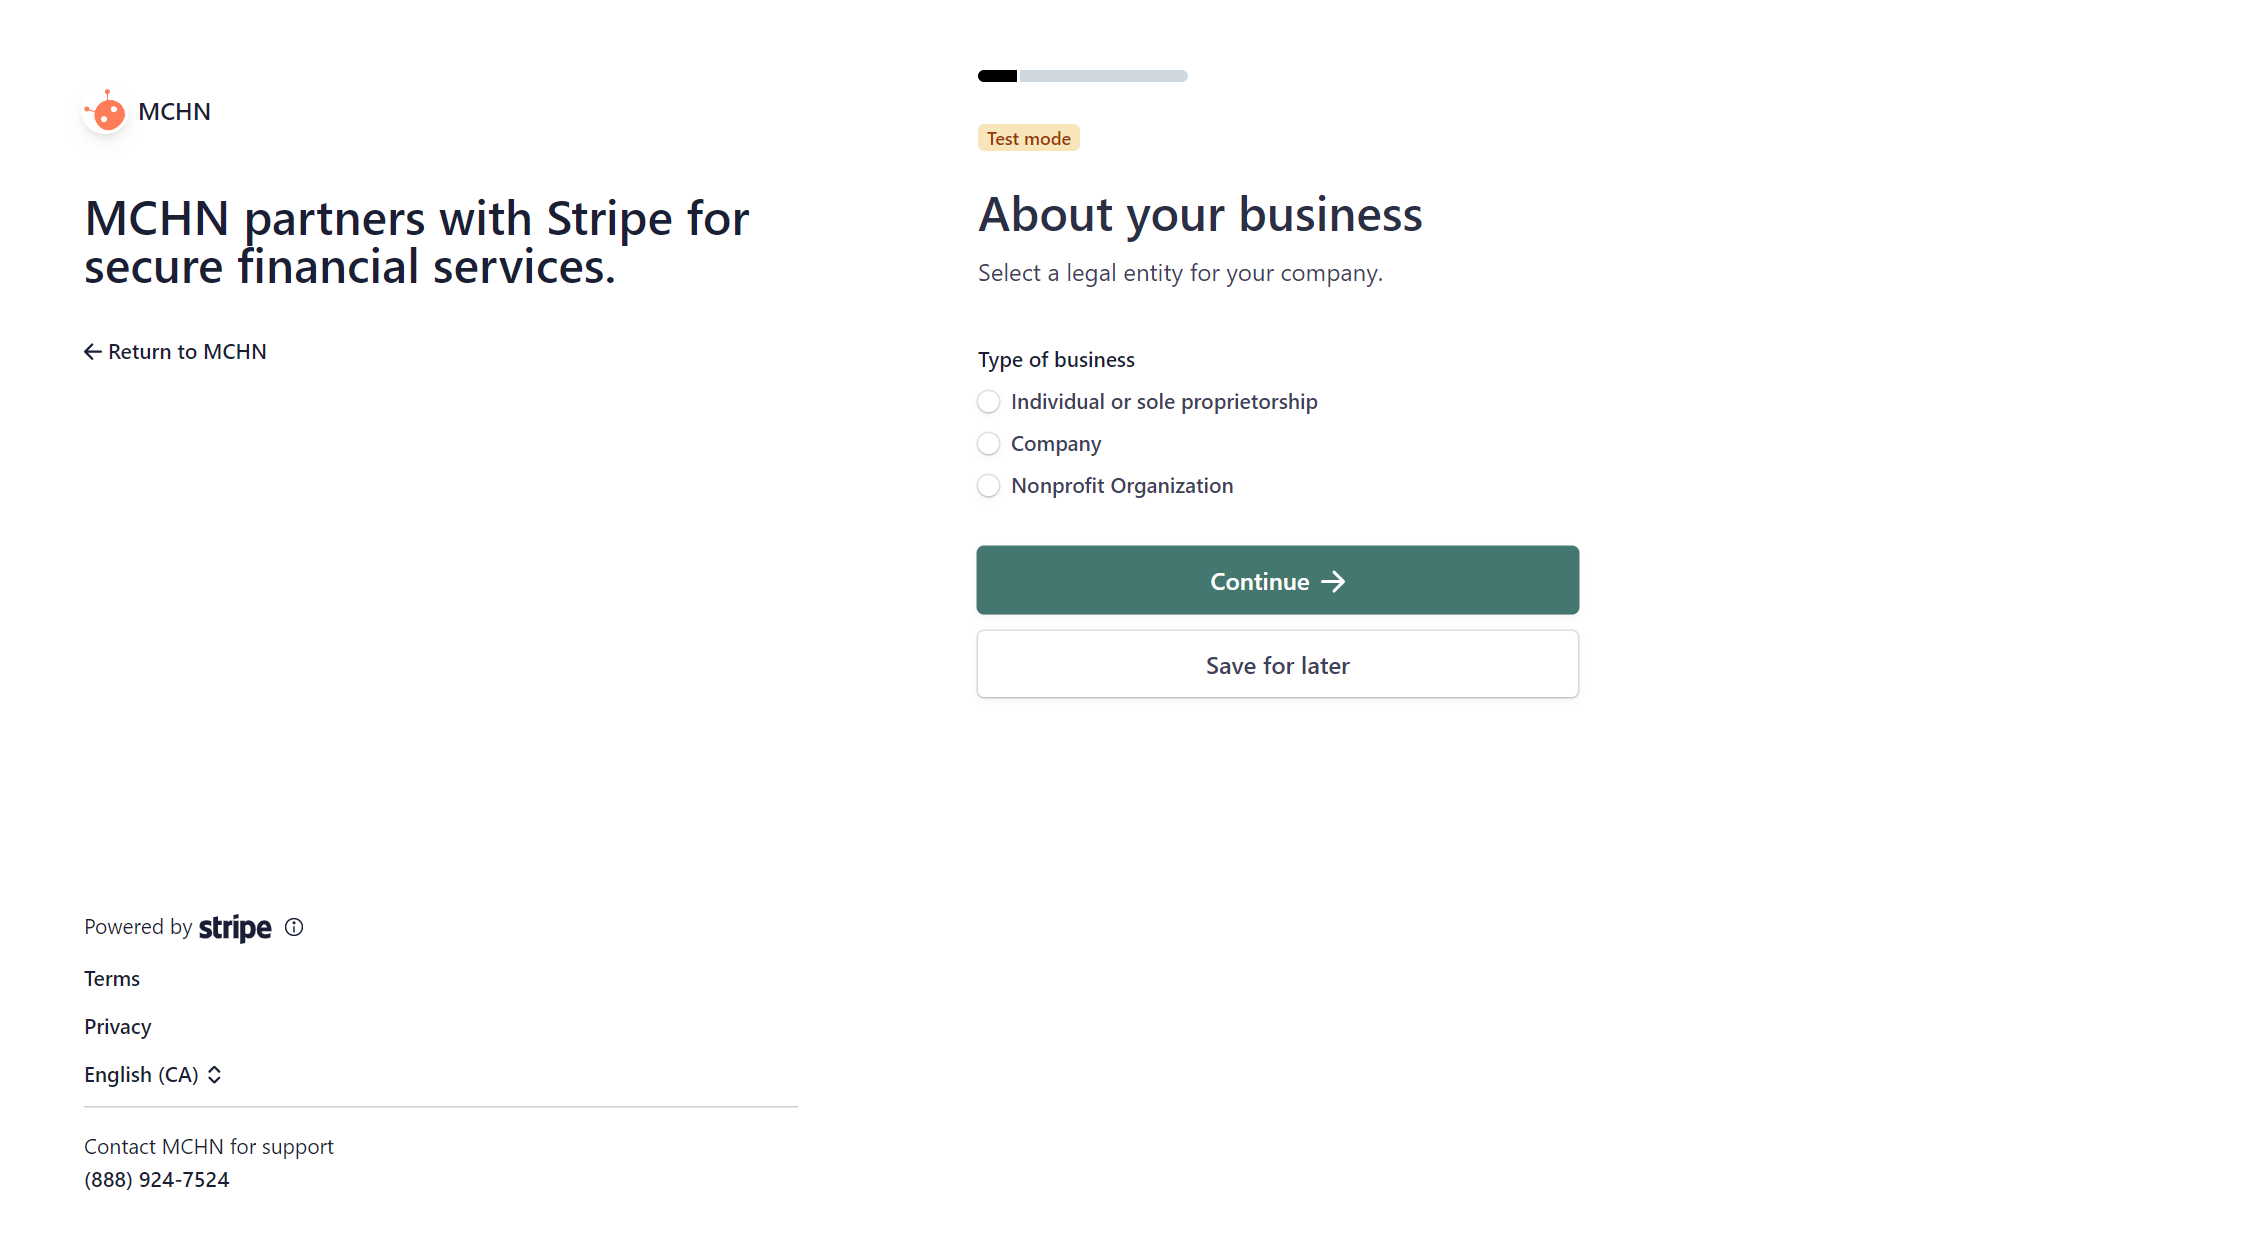 MCHN
MCHN partners with Stripe for
secure financial services.
Return to MCHN
Powered by stripe
Terms
Privacy
English (CA)
Contact MCHN for support
(888) 924-7524
Test mode
About your business
Select a legal entity for your company.
Type of business
Individual or sole proprietorship
Company
Nonprofit Organization
Continue
Save for later